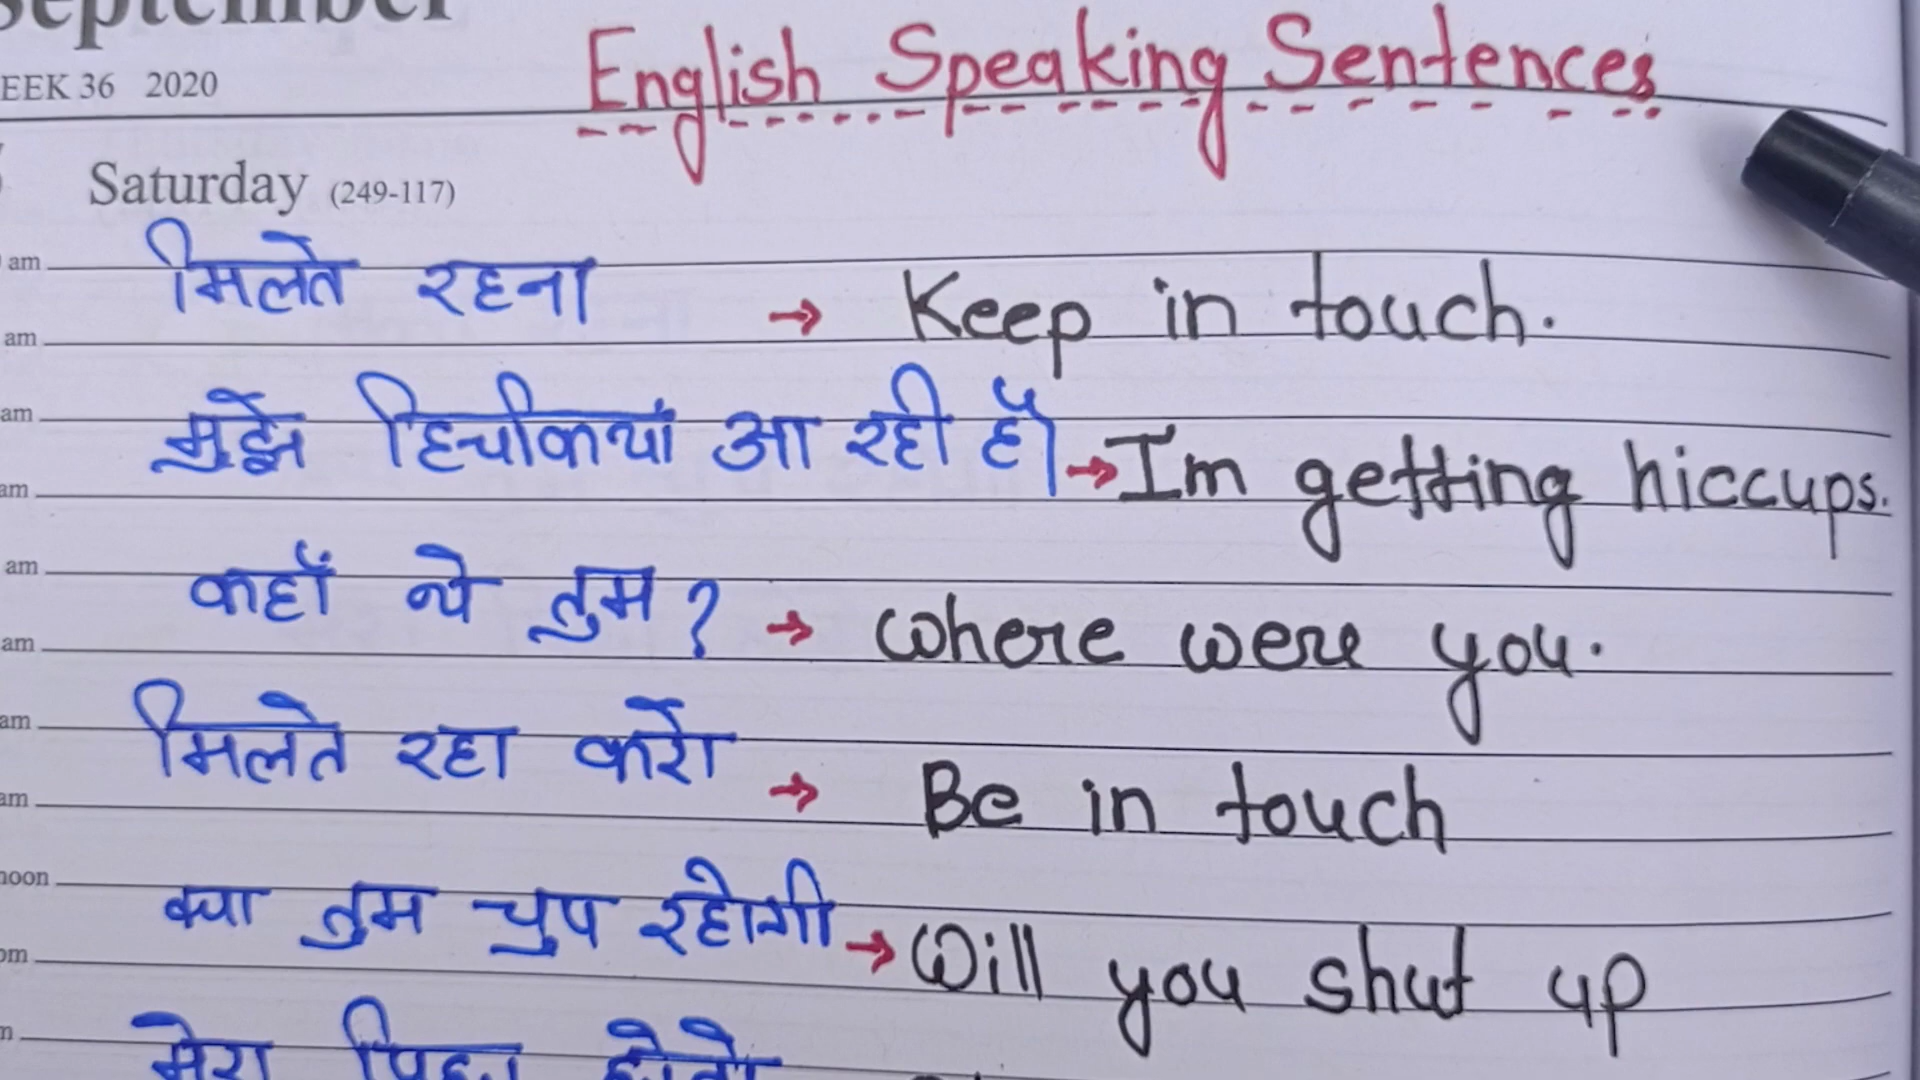 September
EEK 36 2020
English Speaking Sentences
Saturday (249-117)
am
मिलते रहना → Keep in touch.
am
am
मुझे हिचकियां आ रही हैं। → Im getting hiccups.
am
am
कहाँ थे तुम? → Where were you.
am
am
मिलते रहा करो → Be in touch
am
noon
क्या तुम चुप रहोगी → Will you shut up
pm
मेरा